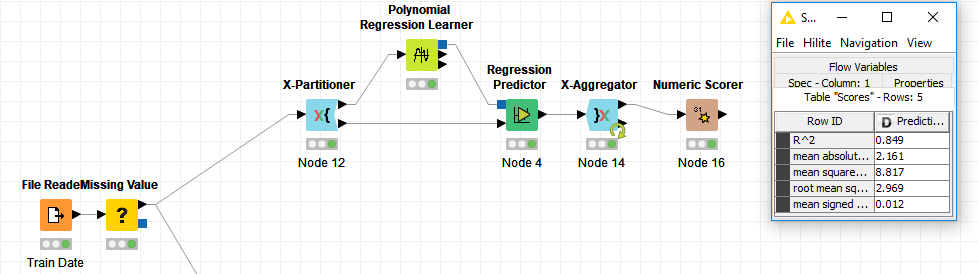 Polynomial
Regression Learner
X-Partitioner
Node 12
Regression
Predictor
Node 4
X-Aggregator
Node 14
Numeric Scorer
Node 16
File Reader
Missing Value
Train Date
S...
File Hilite Navigation View
Flow Variables
Spec - Column: 1 Properties
Table "Scores" - Rows: 5
Row ID D Predicti...
R^2 0.849
mean absolut... 2.161
mean square... 8.817
root mean sq... 2.969
mean signed ... 0.012